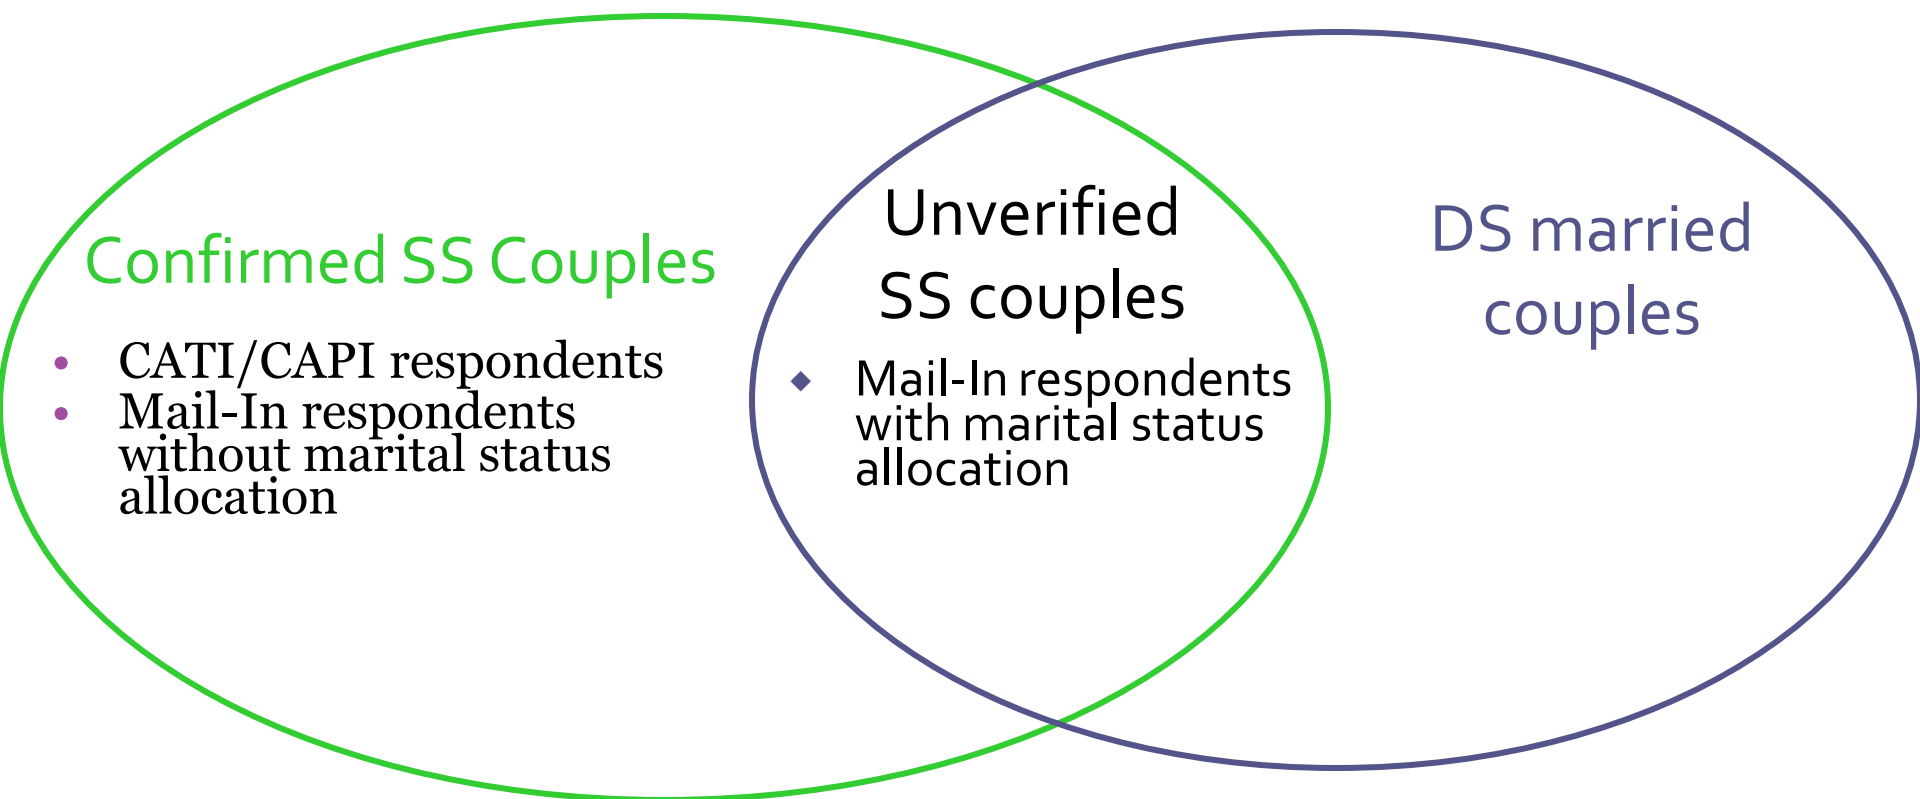 Confirmed SS Couples
• CATI/CAPI respondents
• Mail-In respondents
without marital status
allocation
Unverified
SS couples
◆ Mail-In respondents
with marital status
allocation
DS married
couples